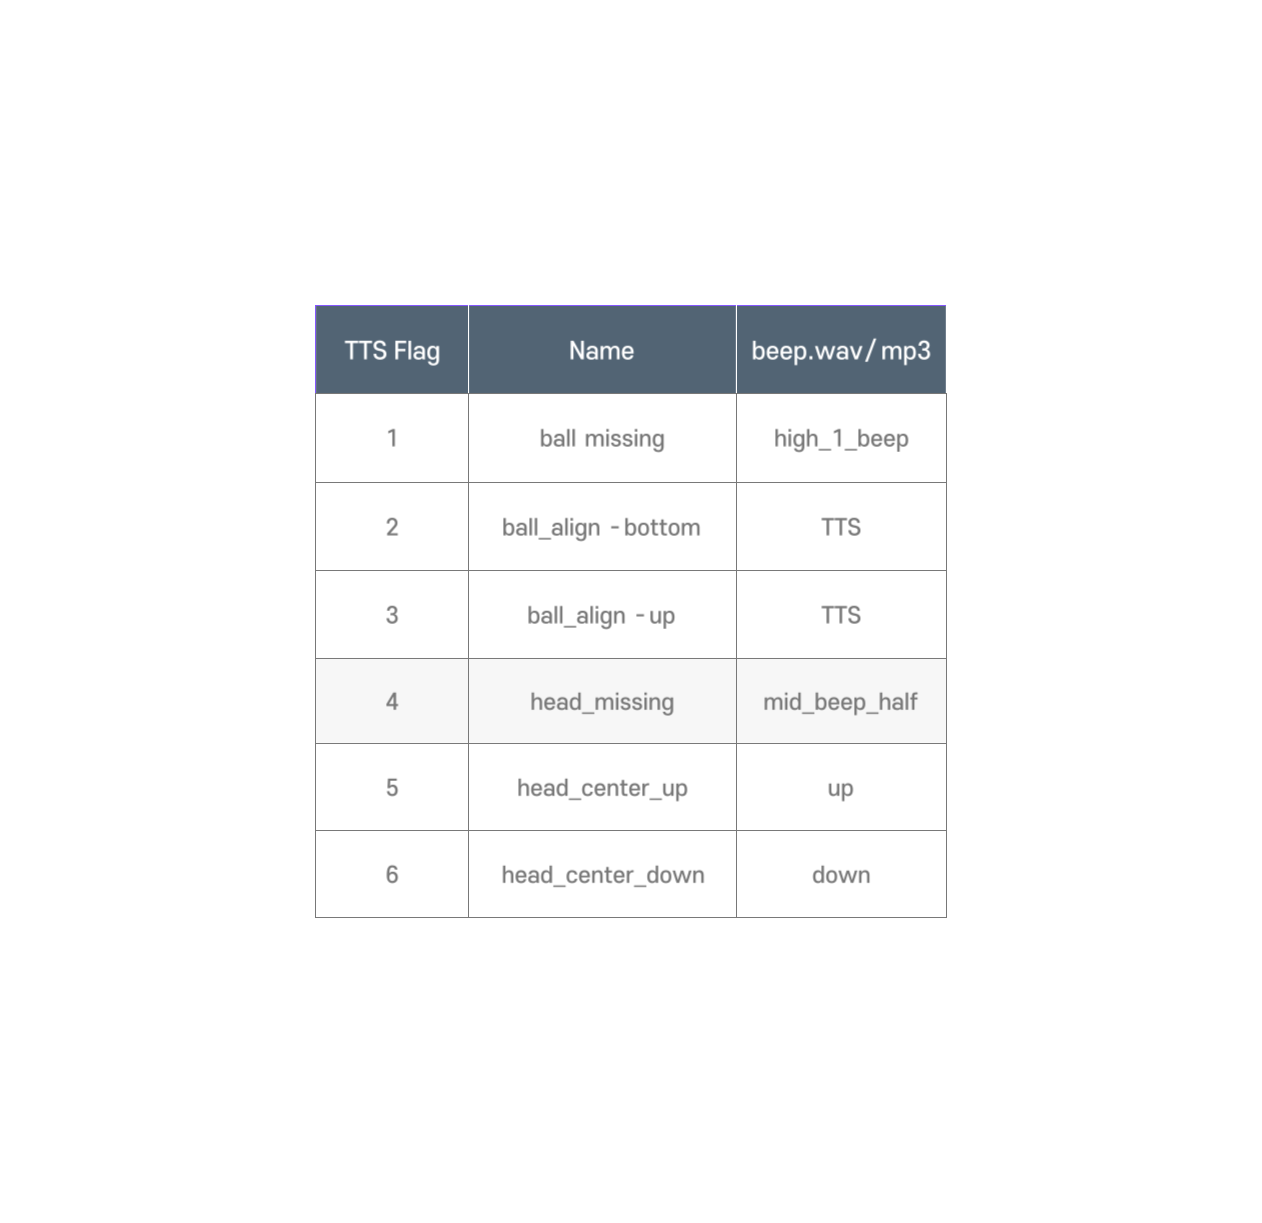 TTS Flag Name beep.wav / mp3
1 ball missing high_1_beep
2 ball_align - bottom TTS
3 ball_align - up TTS
4 head_missing mid_beep_half
5 head_center_up up
6 head_center_down down